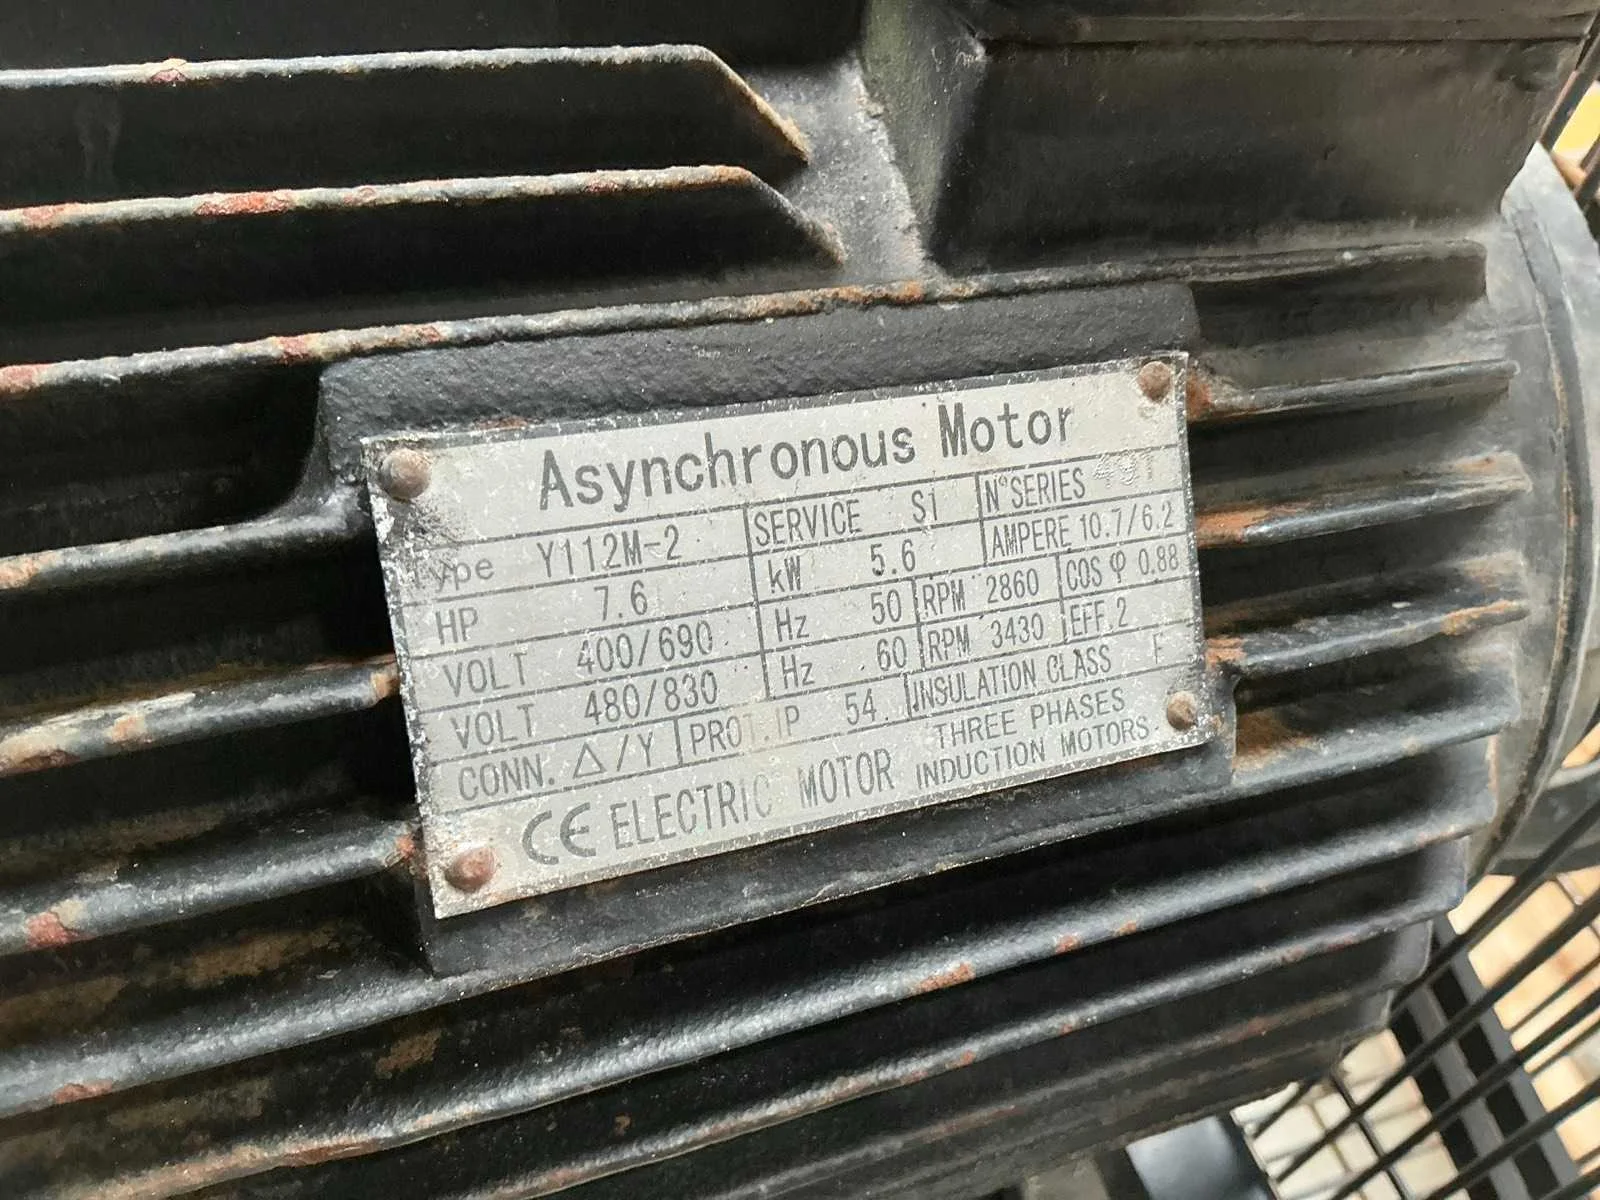 Asynchronous Motor
Type Y112M-2 SERVICE S1 N° SERIES 491
HP 7.6 kW 5.6 AMPERE 10.7/6.2
VOLT 400/690 Hz 50 RPM 2860 COS φ 0.88
VOLT 480/830 Hz 60 RPM 3430 EFF.2
CONN. △/Y PROT.IP 54. INSULATION CLASS F
CE ELECTRIC MOTOR THREE PHASES
INDUCTION MOTORS